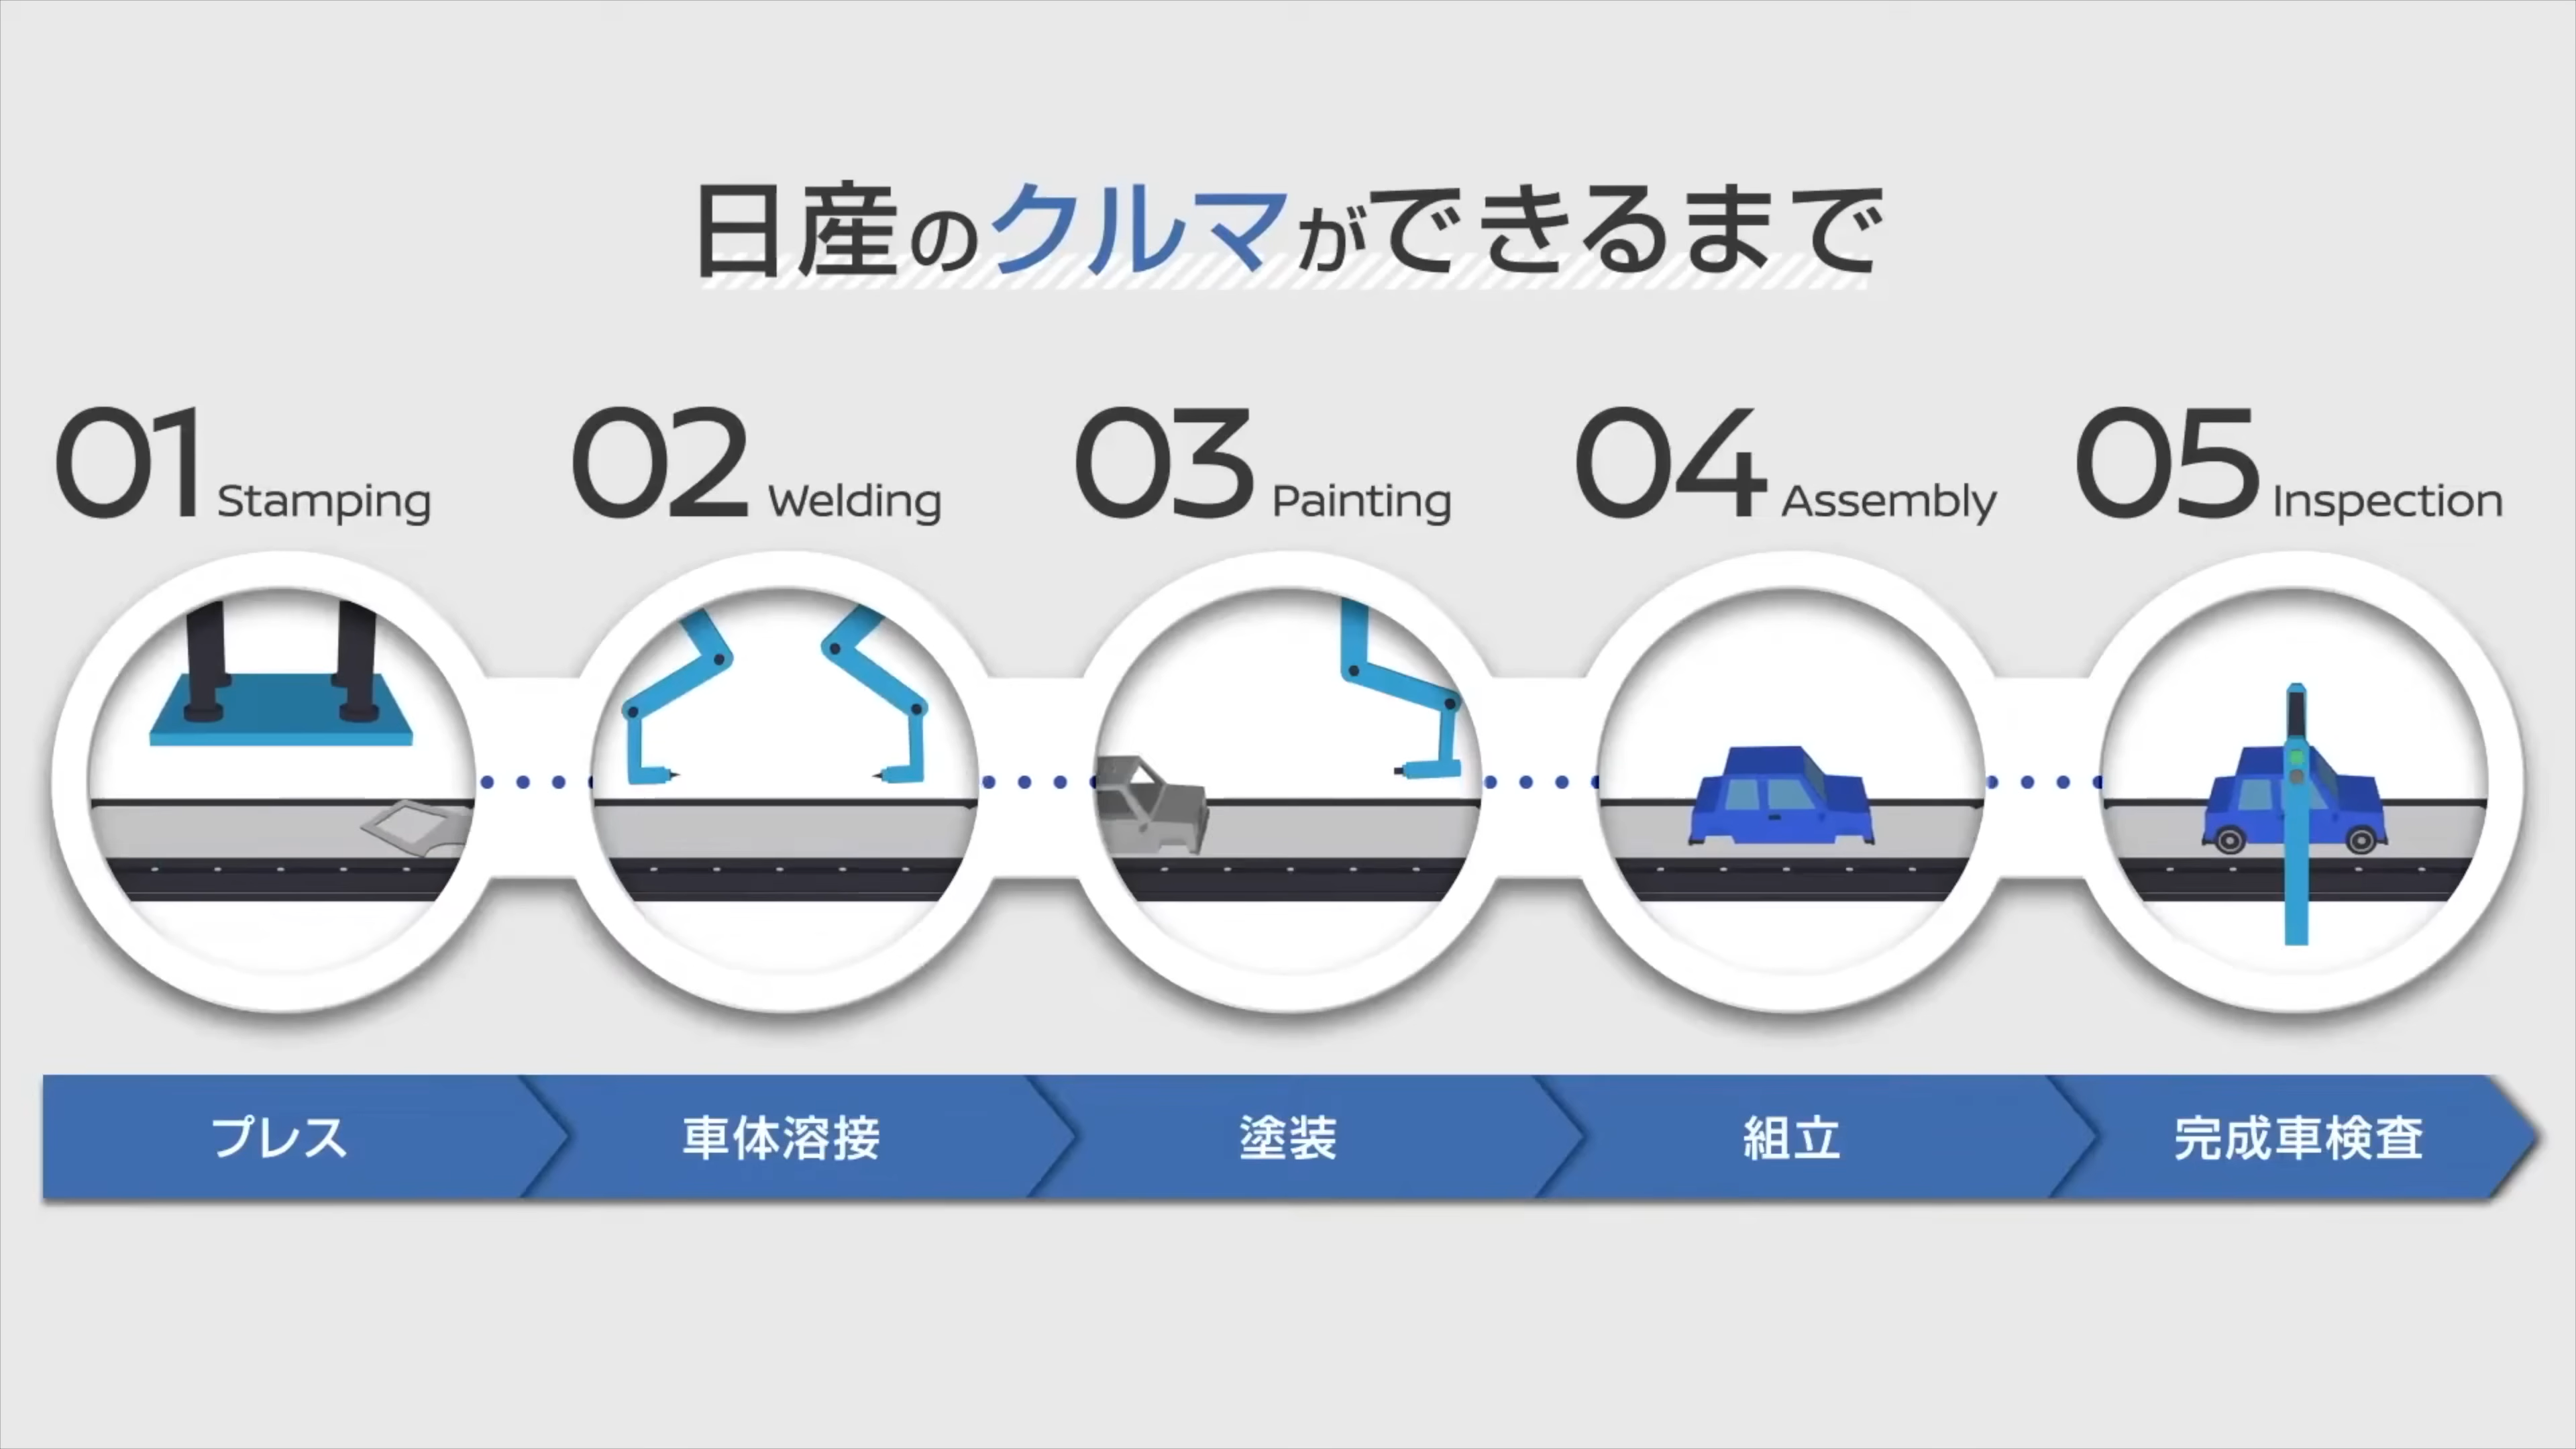 日産のクルマができるまで
01 Stamping
02 Welding
03 Painting
04 Assembly
05 Inspection
プレス
車体溶接
塗装
組立
完成車検査